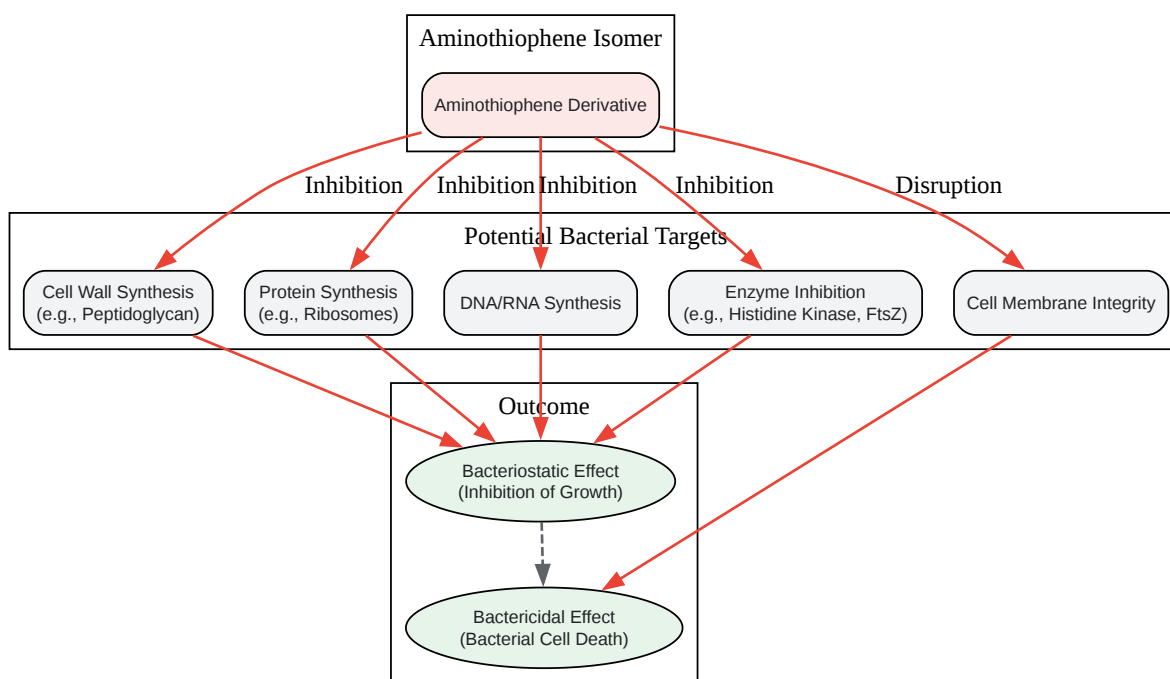 Aminothiophene Isomer
Aminothiophene Derivative
Inhibition
Inhibition
Inhibition
Inhibition
Disruption
Potential Bacterial Targets
Cell Wall Synthesis
(e.g., Peptidoglycan)
Protein Synthesis
(e.g., Ribosomes)
DNA/RNA Synthesis
Enzyme Inhibition
(e.g., Histidine Kinase, FtsZ)
Cell Membrane Integrity
Outcome
Bacteriostatic Effect
(Inhibition of Growth)
Bactericidal Effect
(Bacterial Cell Death)